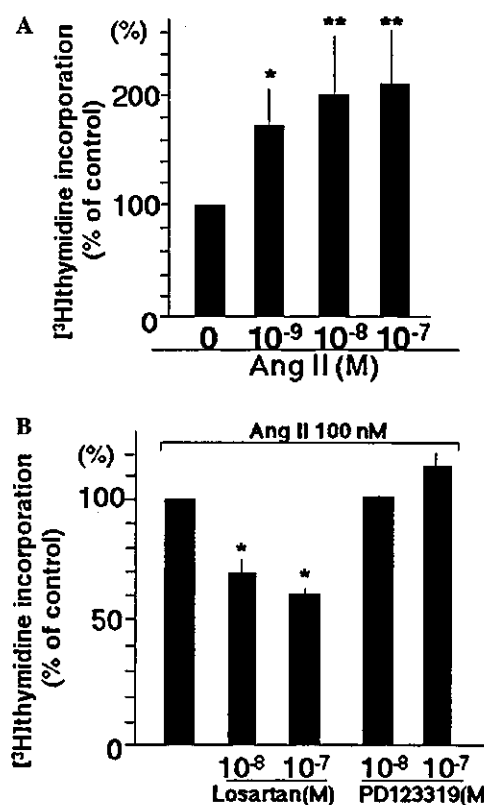 A
(%)
[³H]thymidine incorporation
(% of control)
200
100
0
*
**
**
0 10⁻⁹ 10⁻⁸ 10⁻⁷
Ang II (M)
B
Ang II 100 nM
(%)
[³H]thymidine incorporation
(% of control)
100
50
0
*
*
10⁻⁸ 10⁻⁷ 10⁻⁸ 10⁻⁷
Losartan(M) PD123319(M